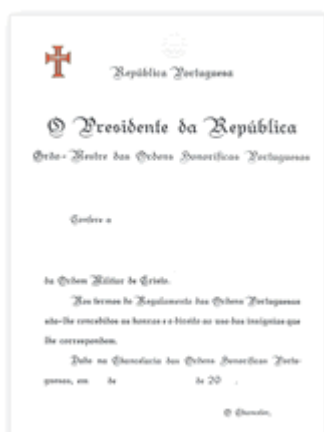 República Portuguesa
O Presidente da República
Grão-Mestre das Ordens Honoríficas Portuguesas
Confere a
da Ordem Militar de Cristo.
Nos termos do Regulamento das Ordens Portuguesas
são-lhe concedidas as honras e o direito ao uso das insígnias que
lhe correspondem.
Dado na Chancelaria das Ordens Honoríficas Portu-
guesas, em de de 20 .
O Chanceler,